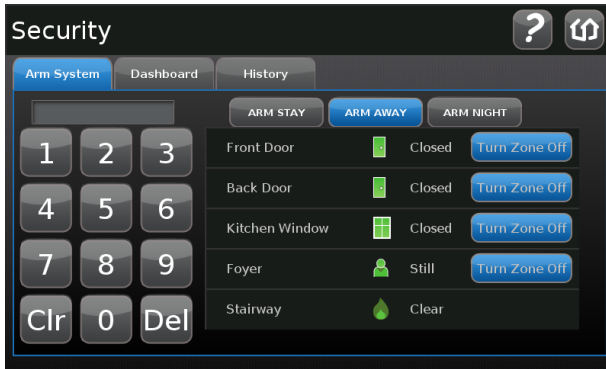 Security
?
Arm System Dashboard History
ARM STAY ARM AWAY ARM NIGHT
1 2 3 Front Door Closed Turn Zone Off
Back Door Closed Turn Zone Off
4 5 6 Kitchen Window Closed Turn Zone Off
7 8 9 Foyer Still Turn Zone Off
Clr 0 Del Stairway Clear